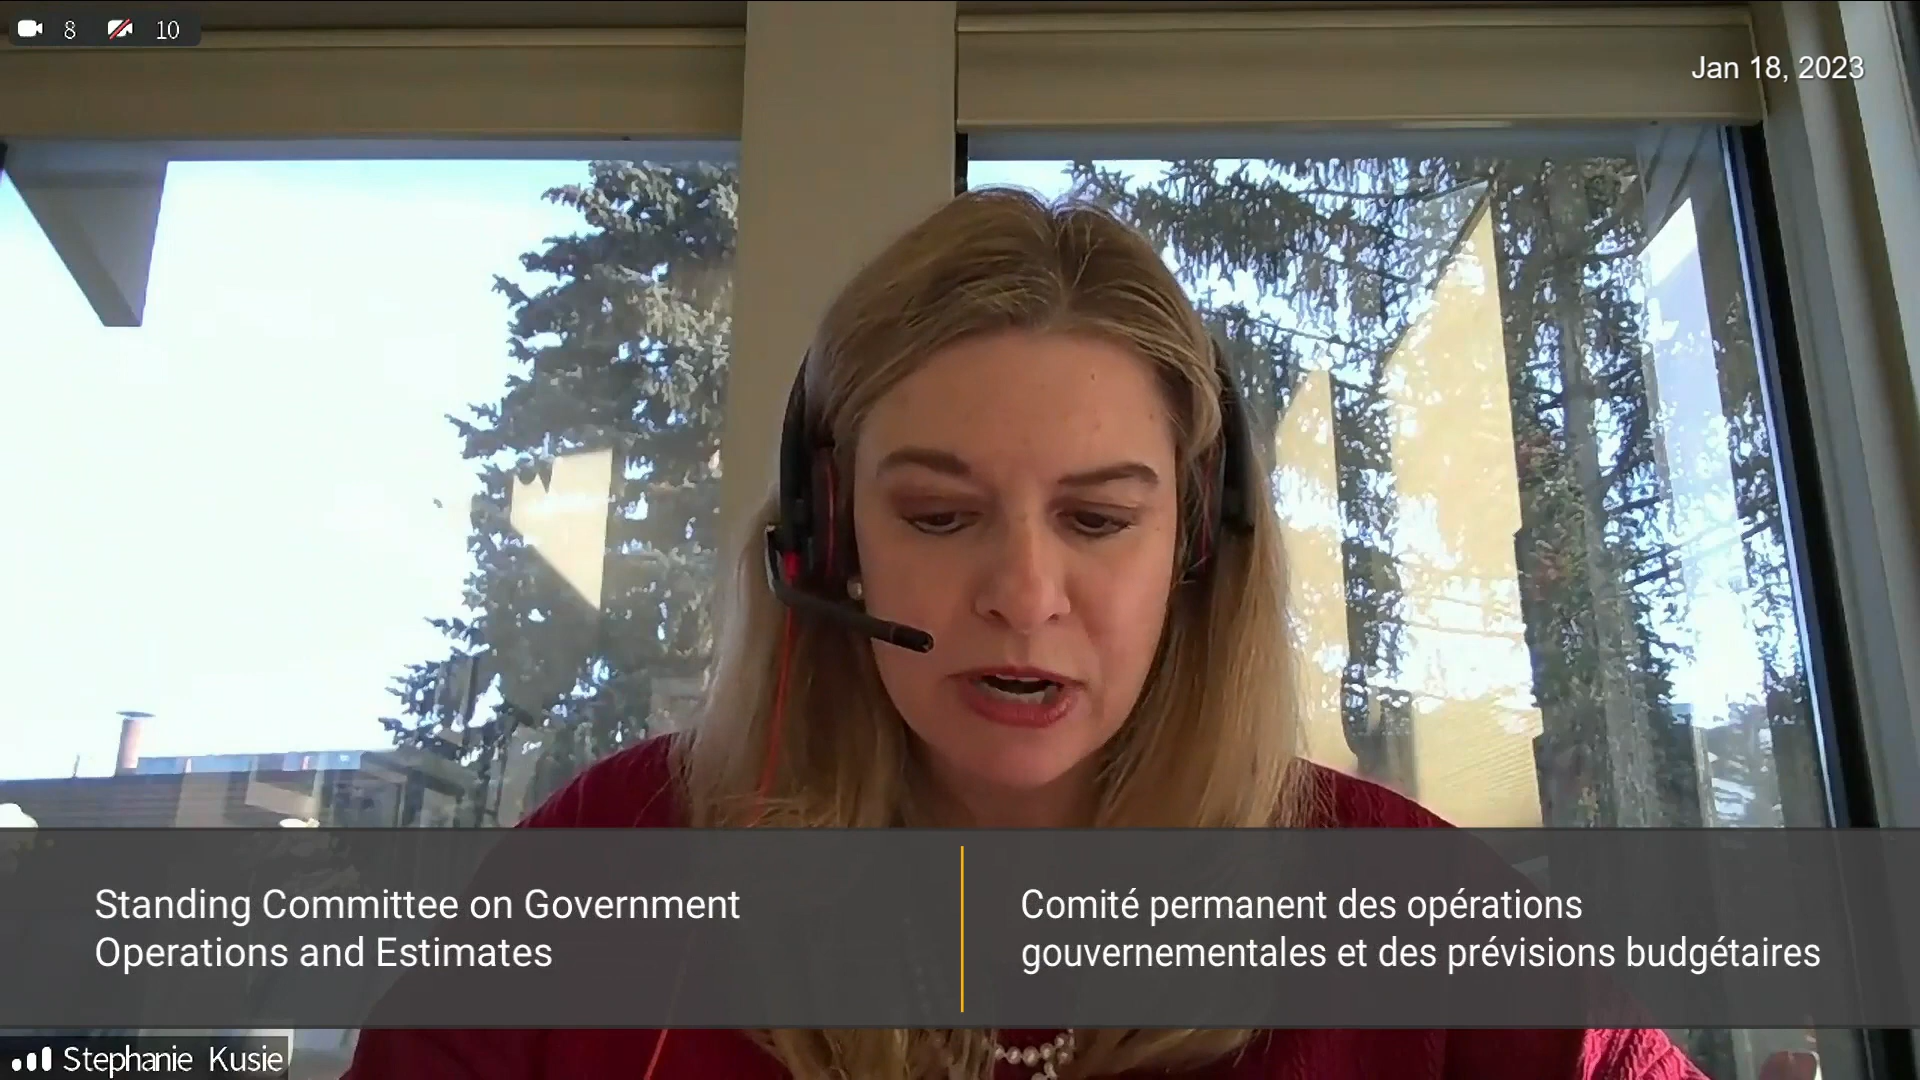 8 10
Jan 18, 2023
Standing Committee on Government
Operations and Estimates
Comité permanent des opérations
gouvernementales et des prévisions budgétaires
Stephanie Kusie